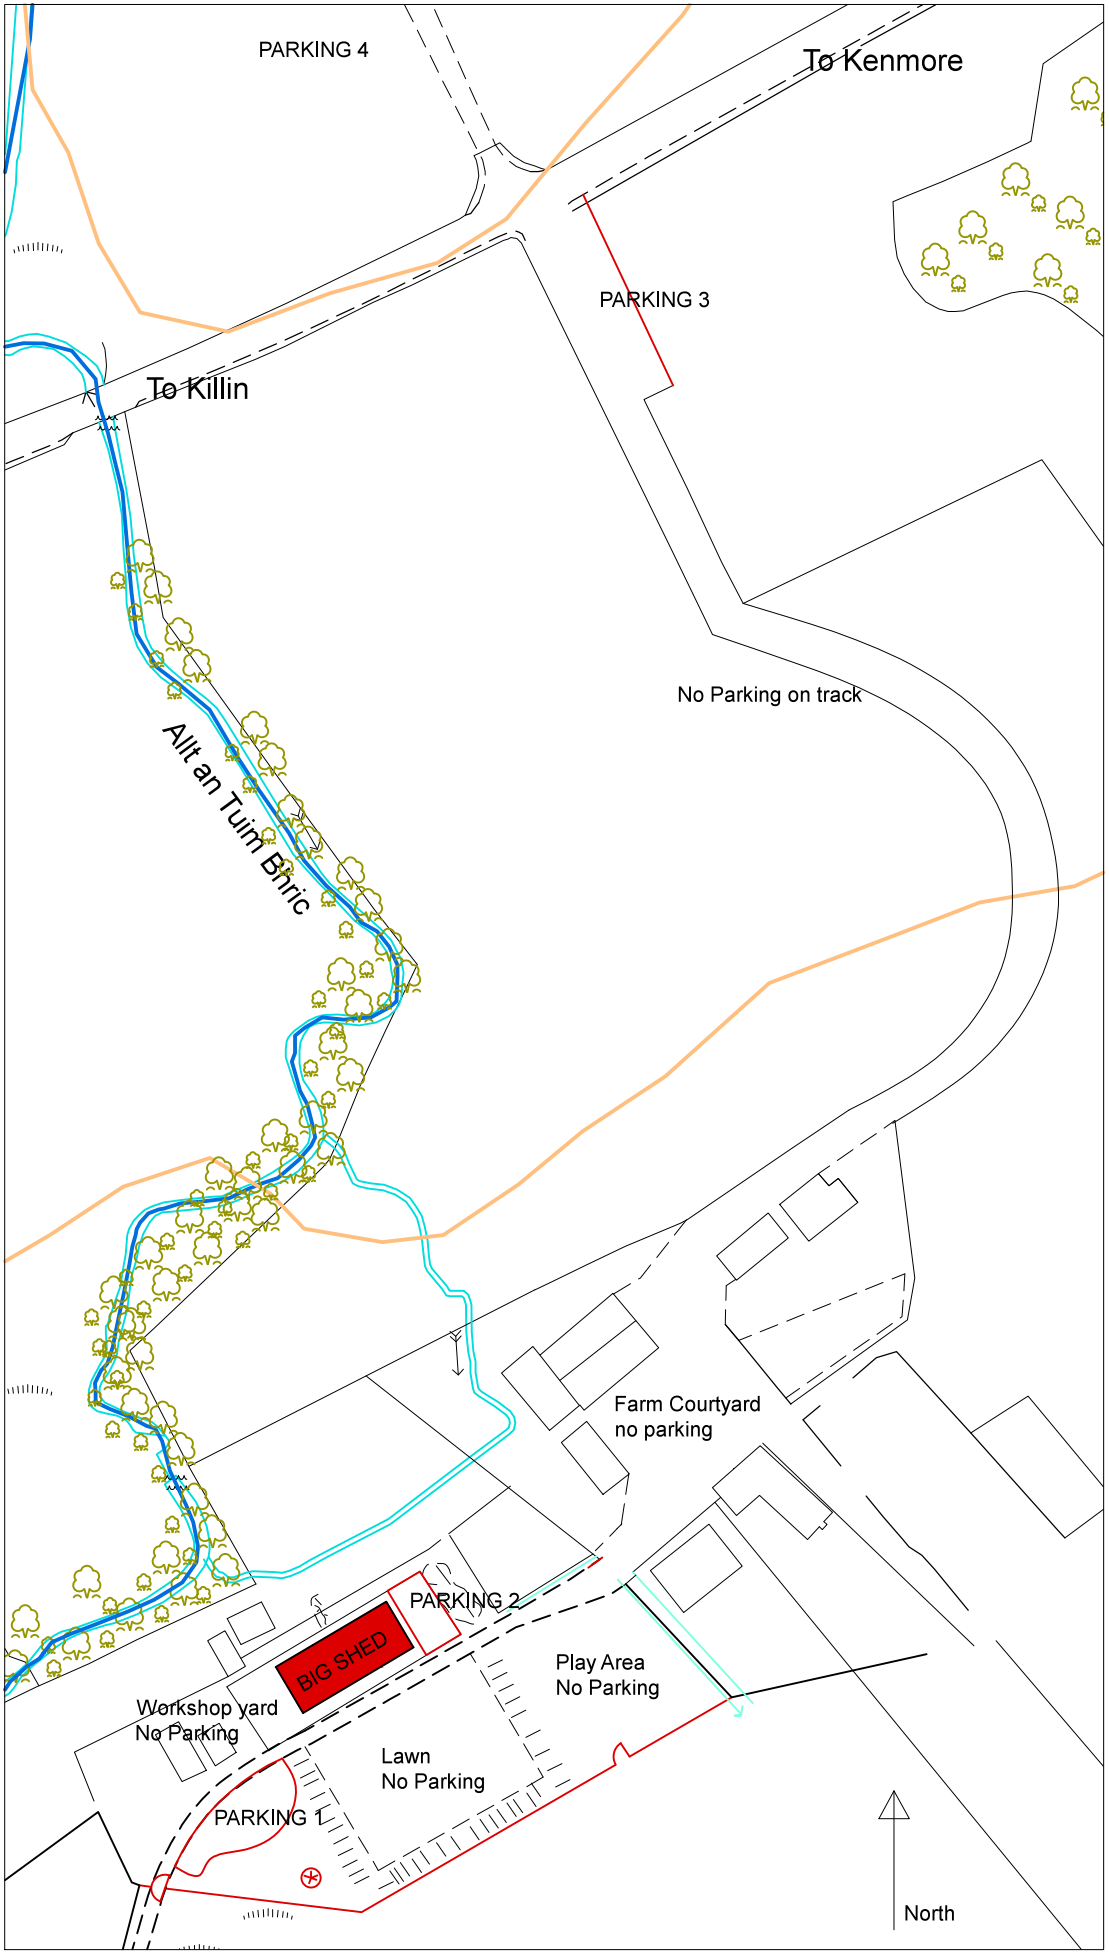 PARKING 4
To Kenmore
PARKING 3
To Killin
No Parking on track
Allt an Tuim Bhric
Farm Courtyard
no parking
PARKING 2
BIG SHED
Play Area
No Parking
Workshop yard
No Parking
Lawn
No Parking
PARKING 1
North